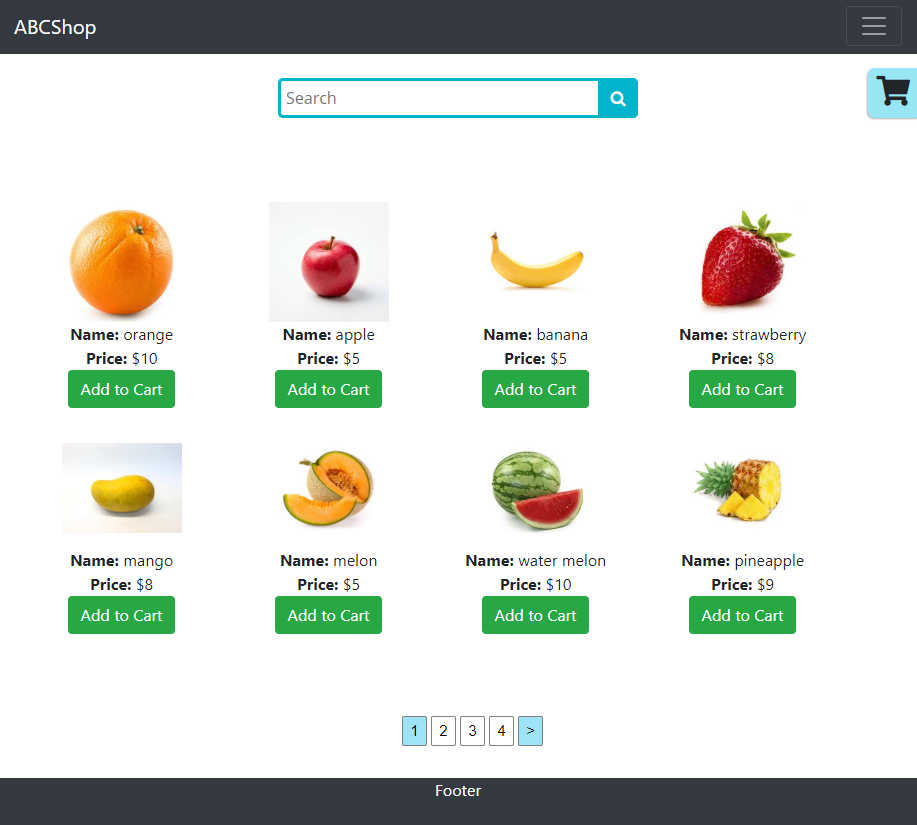 ABCShop
Search
Name: orange
Price: $10
Add to Cart
Name: apple
Price: $5
Add to Cart
Name: banana
Price: $5
Add to Cart
Name: strawberry
Price: $8
Add to Cart
Name: mango
Price: $8
Add to Cart
Name: melon
Price: $5
Add to Cart
Name: water melon
Price: $10
Add to Cart
Name: pineapple
Price: $9
Add to Cart
1 2 3 4 >
Footer